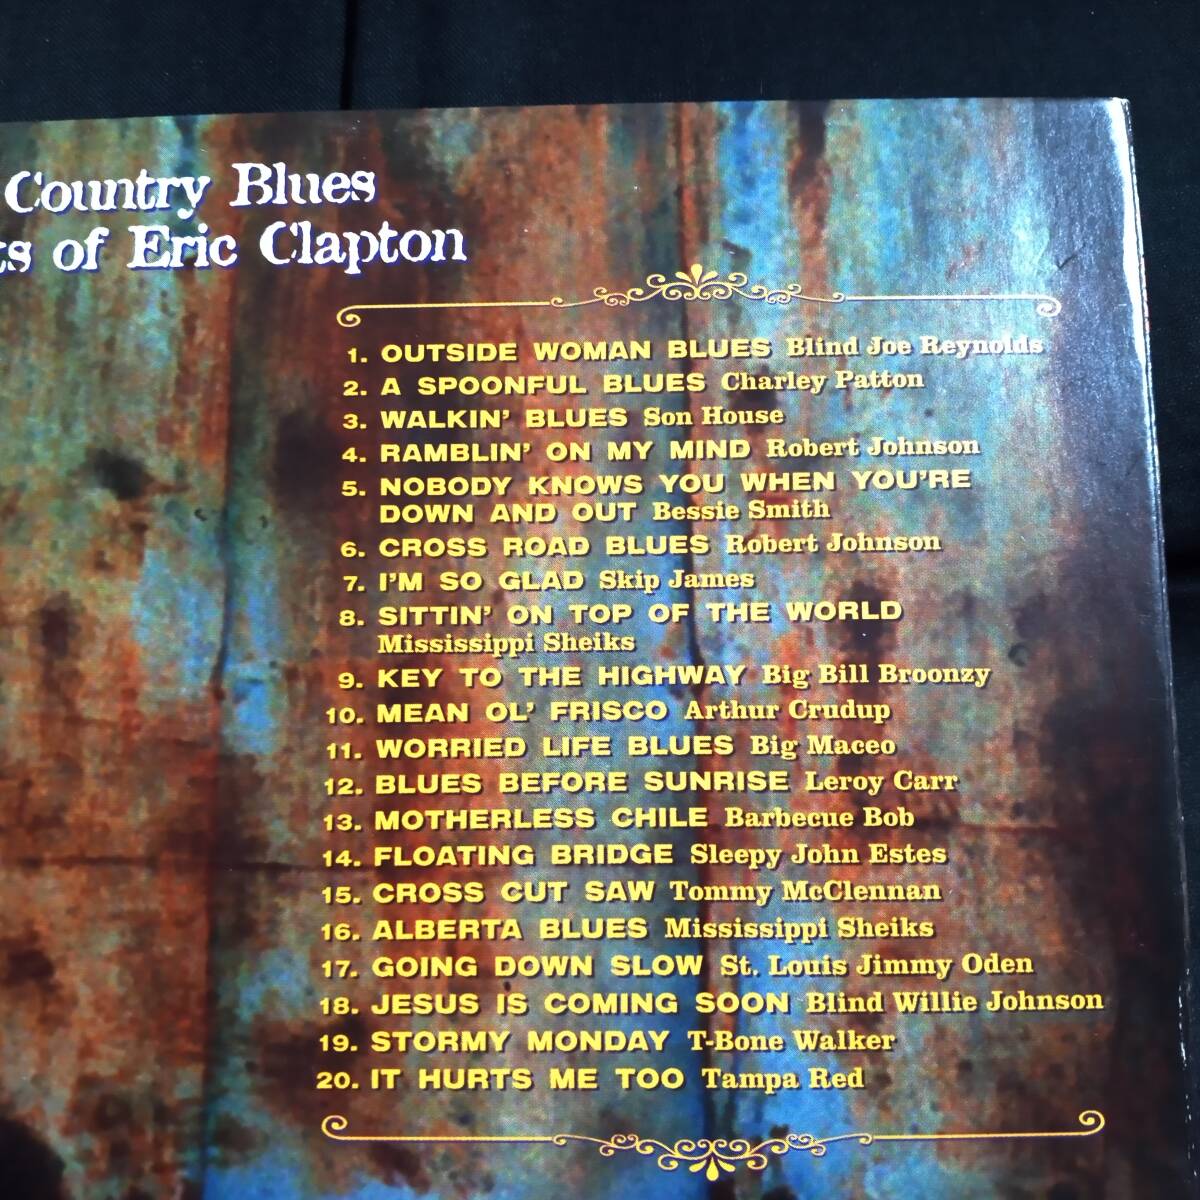 Country Blues
of Eric Clapton
1. OUTSIDE WOMAN BLUES Blind Joe Reynolds
2. A SPOONFUL BLUES Charley Patton
3. WALKIN' BLUES Son House
4. RAMBLIN' ON MY MIND Robert Johnson
5. NOBODY KNOWS YOU WHEN YOU'RE
DOWN AND OUT Bessie Smith
6. CROSS ROAD BLUES Robert Johnson
7. I'M SO GLAD Skip James
8. SITTIN' ON TOP OF THE WORLD
Mississippi Sheiks
9. KEY TO THE HIGHWAY Big Bill Broonzy
10. MEAN OL' FRISCO Arthur Crudup
11. WORRIED LIFE BLUES Big Maceo
12. BLUES BEFORE SUNRISE Leroy Carr
13. MOTHERLESS CHILE Barbecue Bob
14. FLOATING BRIDGE Sleepy John Estes
15. CROSS CUT SAW Tommy McClennan
16. ALBERTA BLUES Mississippi Sheiks
17. GOING DOWN SLOW St. Louis Jimmy Oden
18. JESUS IS COMING SOON Blind Willie Johnson
19. STORMY MONDAY T-Bone Walker
20. IT HURTS ME TOO Tampa Red